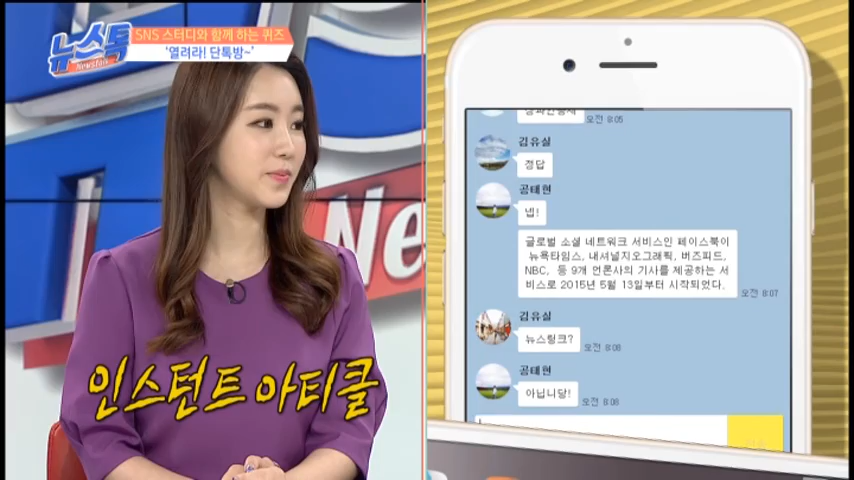 뉴스톡
Newstalk
SNS 스터디와 함께 하는 퀴즈
'열려라! 단톡방~'
Ne
인스턴트 아티클
오전 8:05
김유실
정답
공태현
넵!
글로벌 소셜 네트워크 서비스인 페이스북이
뉴욕타임스, 내셔널지오그래픽, 버즈피드,
NBC, 등 9개 언론사의 기사를 제공하는 서
비스로 2015년 5월 13일부터 시작되었다.
오전 8:07
김유실
뉴스링크?
오전 8:08
공태현
아닙니당!
오전 8:08